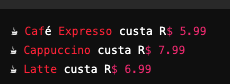 ☕ Café Expresso custa R$ 5.99
☕ Cappuccino custa R$ 7.99
☕ Latte custa R$ 6.99